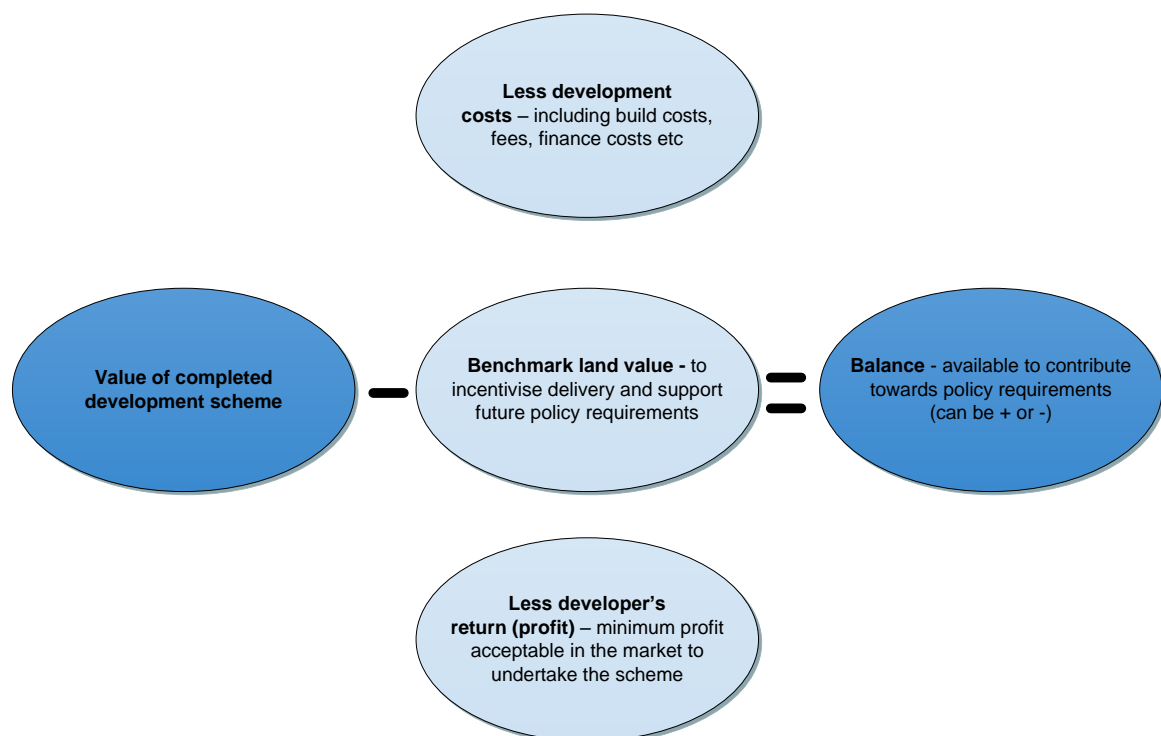 Less development
costs – including build costs,
fees, finance costs etc
Value of completed
development scheme
Benchmark land value - to
incentivise delivery and support
future policy requirements
Balance - available to contribute
towards policy requirements
(can be + or -)
Less developer’s
return (profit) – minimum profit
acceptable in the market to
undertake the scheme